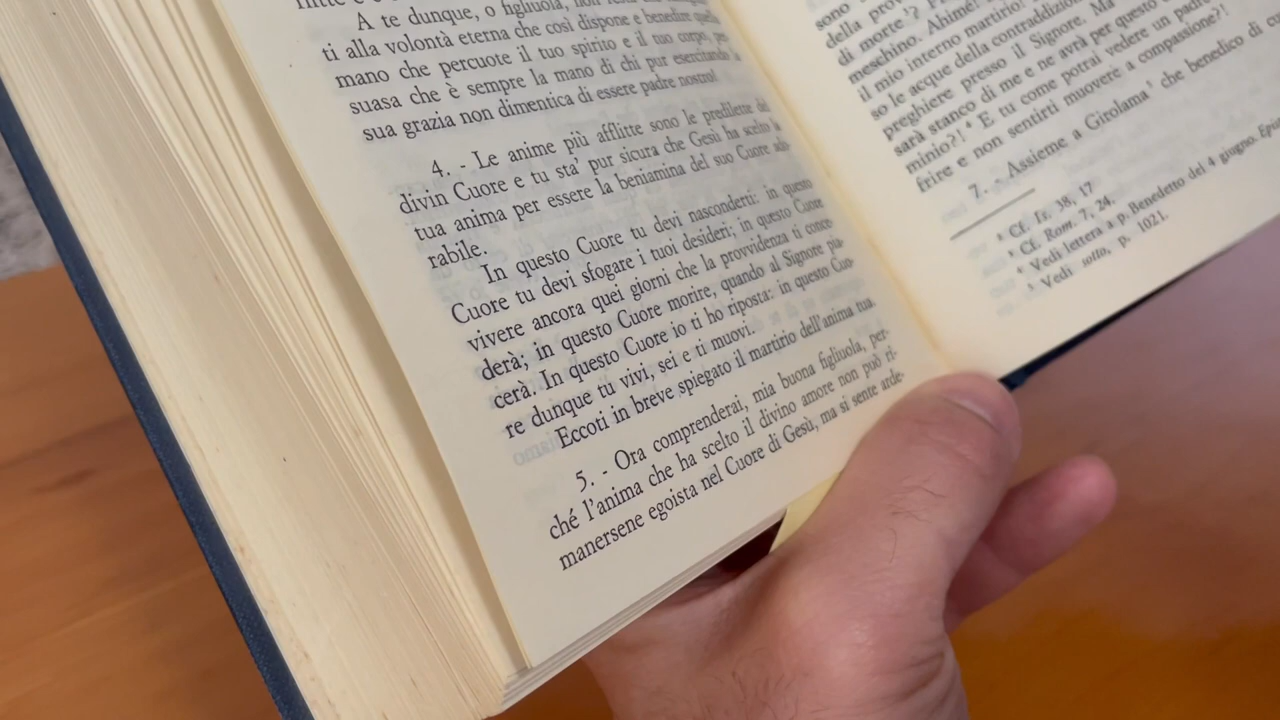 A te dunque, o figliuola, non
ti alla volontà eterna che così dispone e benedire
mano che percuote il tuo spirito e il tuo corpo,
suasa che è sempre la mano di chi pur esercitando
sua grazia non dimentica di essere padre nostro!
4. - Le anime più afflitte sono le predilette
divin Cuore e tu sta' pur sicura che Gesù ha scelto
tua anima per essere la beniamina del suo Cuore
rabile.
In questo Cuore tu devi nasconderti: in questo
Cuore tu devi sfogare i tuoi desideri; in questo Cuore
vivere ancora quei giorni che la provvidenza ti conce-
derà; in questo Cuore morire, quando al Signore pia-
cerà. In questo Cuore io ti ho riposta: in questo Cuo-
re dunque tu vivi, sei e ti muovi.
Eccoti in breve spiegato il martirio dell'anima tua.
5. - Ora comprenderai, mia buona figliuola, per-
ché l'anima che ha scelto il divino amore non può ri-
manersene egoista nel Cuore di Gesù, ma si sente arde-
sono
della
di morte
meschino. Ahimè!
il mio interno martirio!
so le acque della contraddizione
preghiere presso il Signore. Ma
sarà stanco di me e ne avrà per questo
minio?! ⁴ E tu come potrai vedere un padre
frire e non sentirti muovere a compassione?!
7. - Assieme a Girolama ⁵ che benedico di
Cf. Is. 38, 17
Cf. Rom. 7, 24.
⁴ Vedi lettera a p. Benedetto del 4 giugno.
⁵ Vedi sotto, p. 1021.